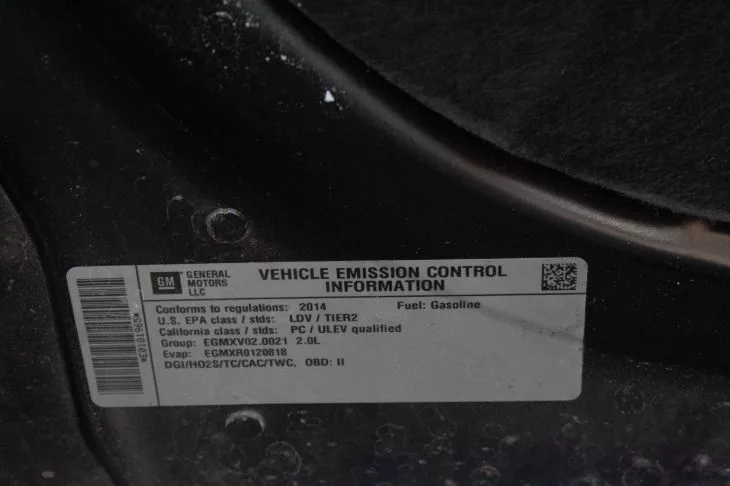 GM
GENERAL MOTORS LLC
VEHICLE EMISSION CONTROL INFORMATION
Conforms to regulations: 2014 Fuel: Gasoline
U.S. EPA class / stds: LDV / TIER2
California class / stds: PC / ULEV qualified
Group: EGMXV02.0021 2.0L
Evap: EGMXR0120818
DGI/HO2S/TC/CAC/TWC, OBD: II
*E0181965*